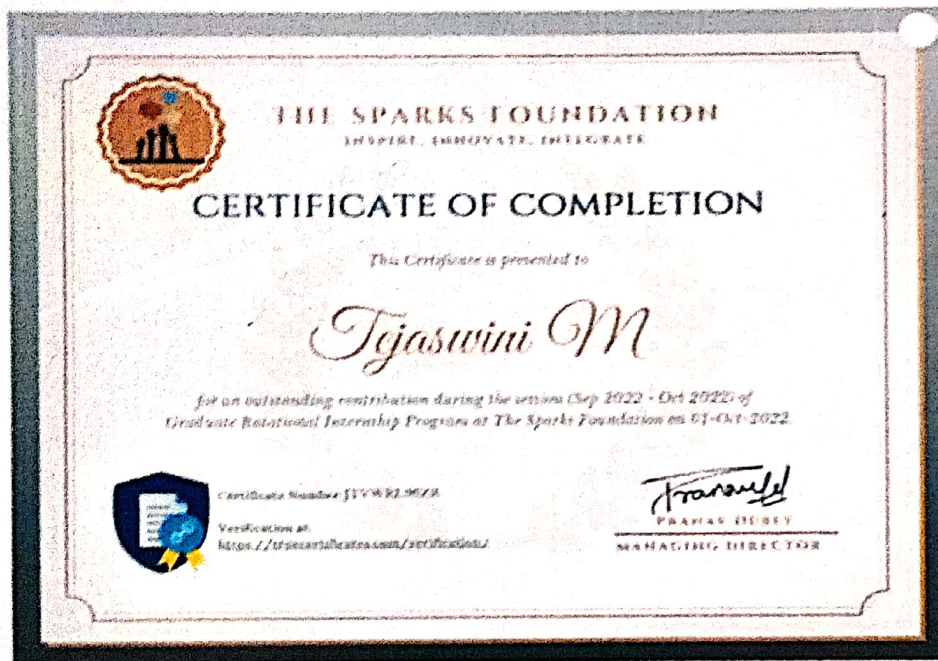 THE SPARKS FOUNDATION
INSPIRE, INNOVATE, INTEGRATE
CERTIFICATE OF COMPLETION
This Certificate is presented to
Tejaswini M
for an outstanding contribution during the session (Sep 2022 - Oct 2022) of
Graduate Rotational Internship Program at The Sparks Foundation on 01-Oct-2022
Certificate Number:
Verification at:
PRANAV DUBEY
MANAGING DIRECTOR